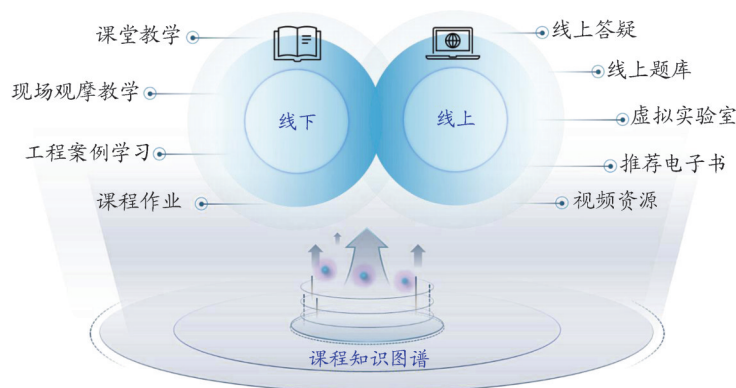 课堂教学
现场观摩教学
工程案例学习
课程作业
线下
线上
线上答疑
线上题库
虚拟实验室
推荐电子书
视频资源
课程知识图谱